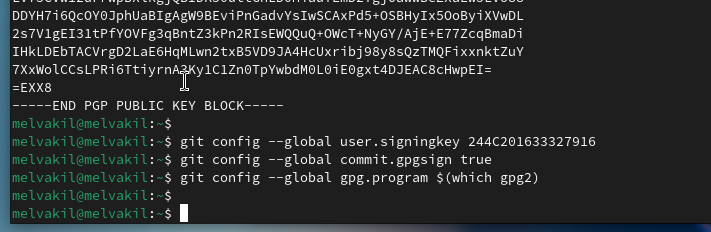 DDYH7i6QcOY0JphUaBIgAgW9BEviPnGadvYsIwSCAxPd5+OSBHyIx5OoByiXVwDL
2s7V1gEI31tPfYOVFg3qBntZ3kPn2RIsEWQQuQ+OWcT+NyGY/AjE+E77ZcqBmaDi
IHkLDEbTACVrgD2LaE6HqMLwn2txB5VD9JA4HcUxribj98y8sQzTMQFixxnktZuY
7XxWolCCsLPRi6TtiyrnA3Ky1C1Zn0TpYwbdM0L0iE0gxt4DJEAC8cHwpEI=
=EXX8
-----END PGP PUBLIC KEY BLOCK-----
melvakil@melvakil:~$
melvakil@melvakil:~$ git config --global user.signingkey 244C201633327916
melvakil@melvakil:~$ git config --global commit.gpgsign true
melvakil@melvakil:~$ git config --global gpg.program $(which gpg2)
melvakil@melvakil:~$
melvakil@melvakil:~$